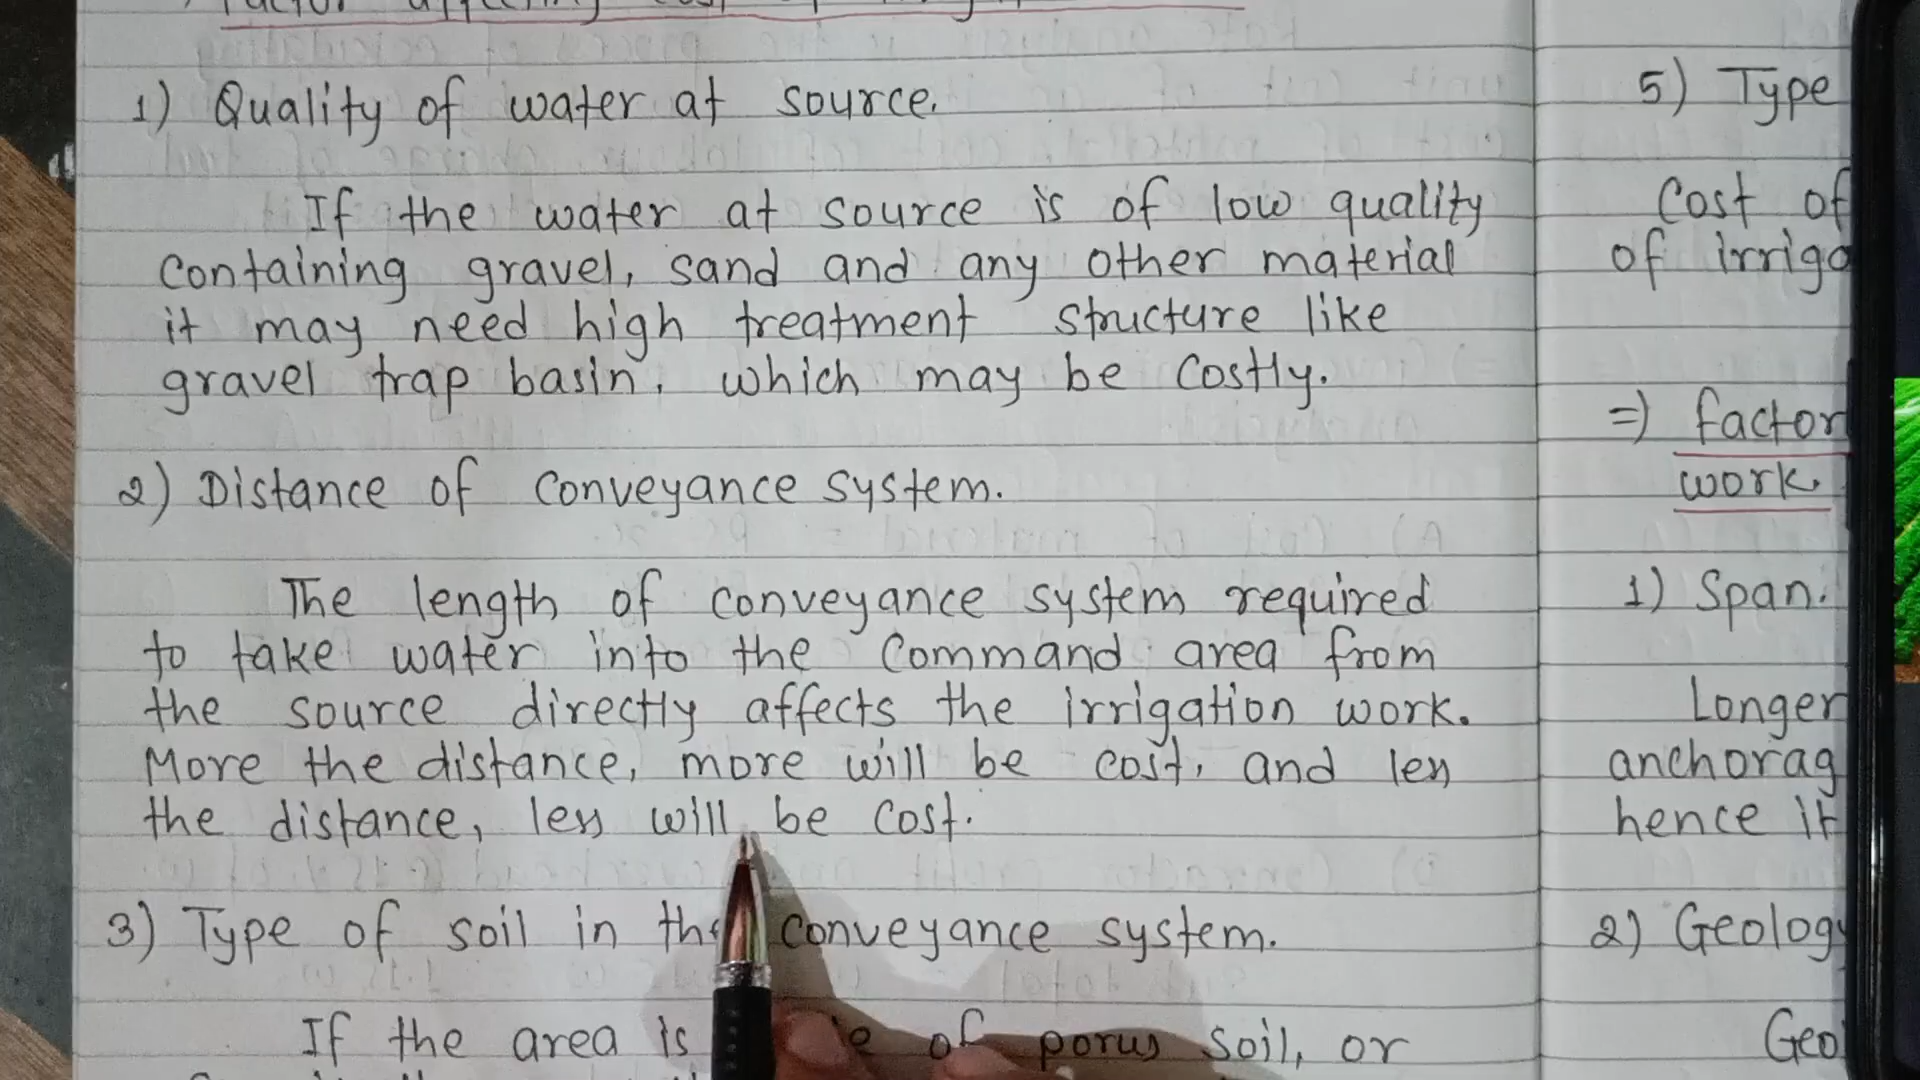 1) Quality of water at source.
If the water at source is of low quality
containing gravel, sand and any other material
it may need high treatment structure like
gravel trap basin, which may be costly.
2) Distance of conveyance system.
The length of conveyance system required
to take water into the command area from
the source directly affects the irrigation work.
More the distance, more will be cost, and less
the distance, less will be cost.
3) Type of soil in the conveyance system.
If the area is of porus soil, or
5) Type
Cost of
of irriga
=) factor
work.
1) Span.
Longer
anchorag
hence it
2) Geology
Geo